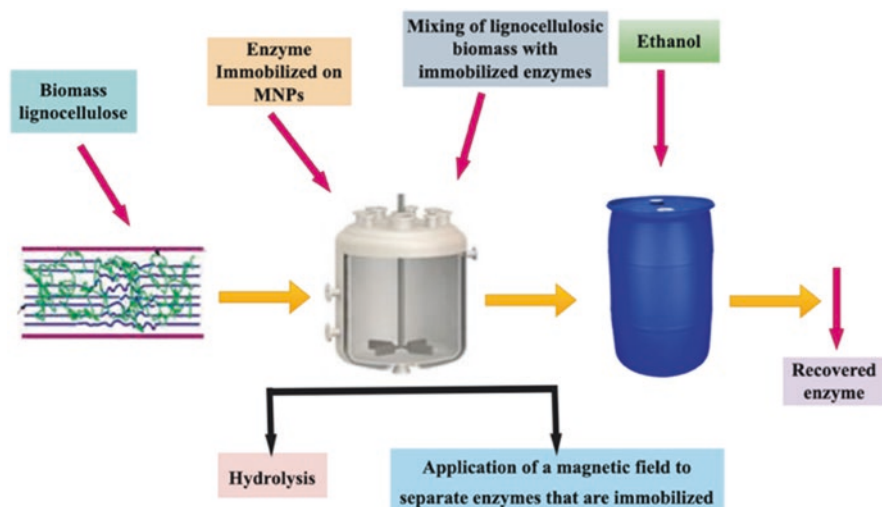 Biomass
lignocellulose
Enzyme
Immobilized on
MNPs
Mixing of lignocellulosic
biomass with
immobilized enzymes
Ethanol
Recovered
enzyme
Hydrolysis
Application of a magnetic field to
separate enzymes that are immobilized